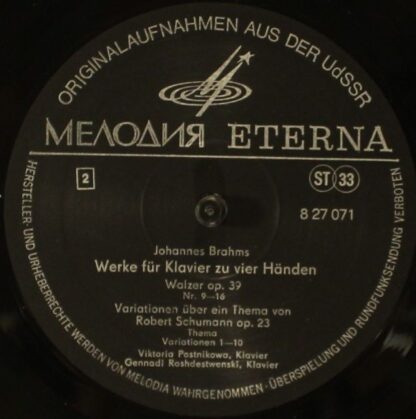 ORIGINALAUFNAHMEN AUS DER UdSSR
МЕЛОДИЯ ETERNA
2
ST 33
8 27 071
Johannes Brahms
Werke für Klavier zu vier Händen
Walzer op. 39
Nr. 9—16
Variationen über ein Thema von
Robert Schumann op. 23
Thema
Variationen 1—10
Viktoria Postnikowa, Klavier
Gennadi Roshdestwenski, Klavier
HERSTELLER- UND URHEBERRECHTE WERDEN VON MELODIA WAHRGENOMMEN · ÜBERSPIELUNG UND RUNDFUNKSENDUNG VERBOTEN